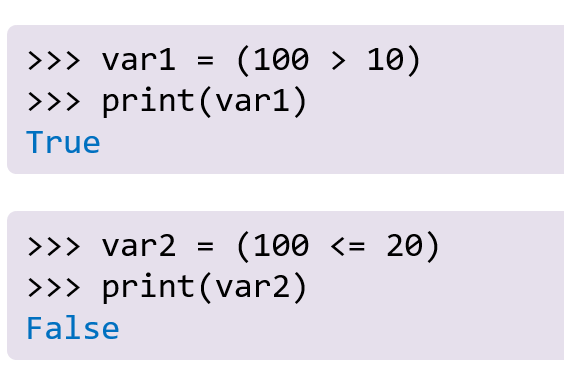 >>> var1 = (100 > 10)
>>> print(var1)
True
>>> var2 = (100 <= 20)
>>> print(var2)
False